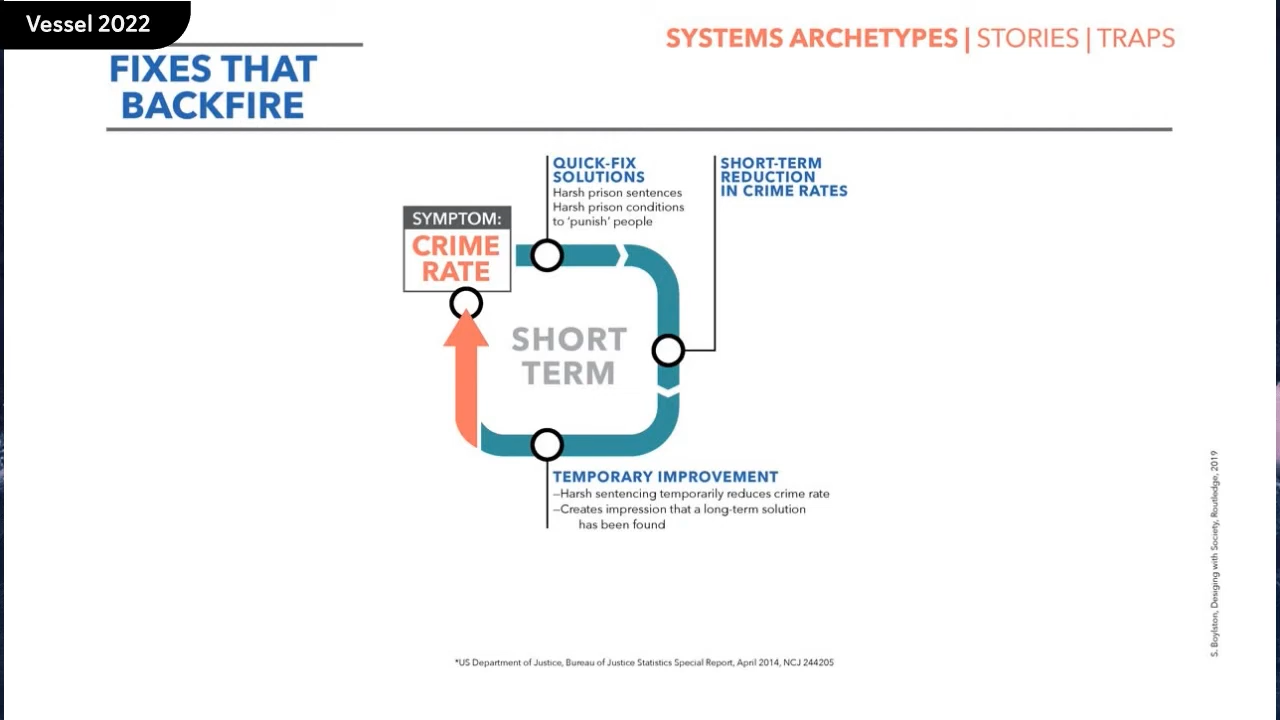 Vessel 2022
SYSTEMS ARCHETYPES | STORIES | TRAPS
FIXES THAT
BACKFIRE
QUICK-FIX
SOLUTIONS
Harsh prison sentences
Harsh prison conditions
to ‘punish’ people
SHORT-TERM
REDUCTION
IN CRIME RATES
SYMPTOM:
CRIME
RATE
SHORT
TERM
TEMPORARY IMPROVEMENT
–Harsh sentencing temporarily reduces crime rate
–Creates impression that a long-term solution
has been found
S. Boylston, Desiging with Society, Routledge, 2019
*US Department of Justice, Bureau of Justice Statistics Special Report, April 2014, NCJ 244205